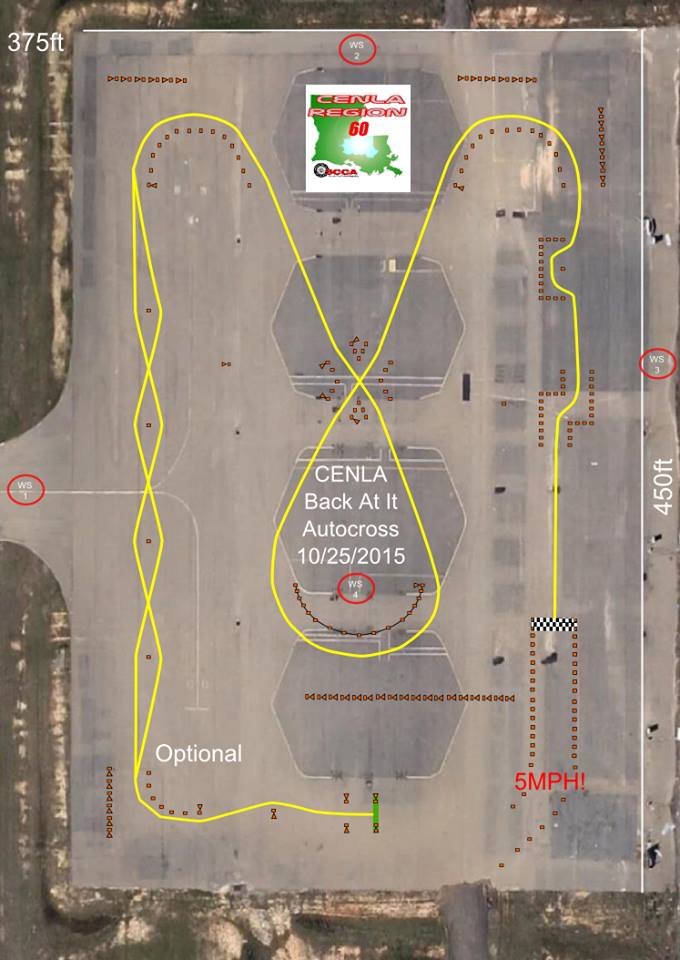 375ft
WS
2
CENLA
REGION
60
SCCA
WS
3
450ft
WS
1
CENLA
Back At It
Autocross
10/25/2015
WS
4
Optional
5MPH!